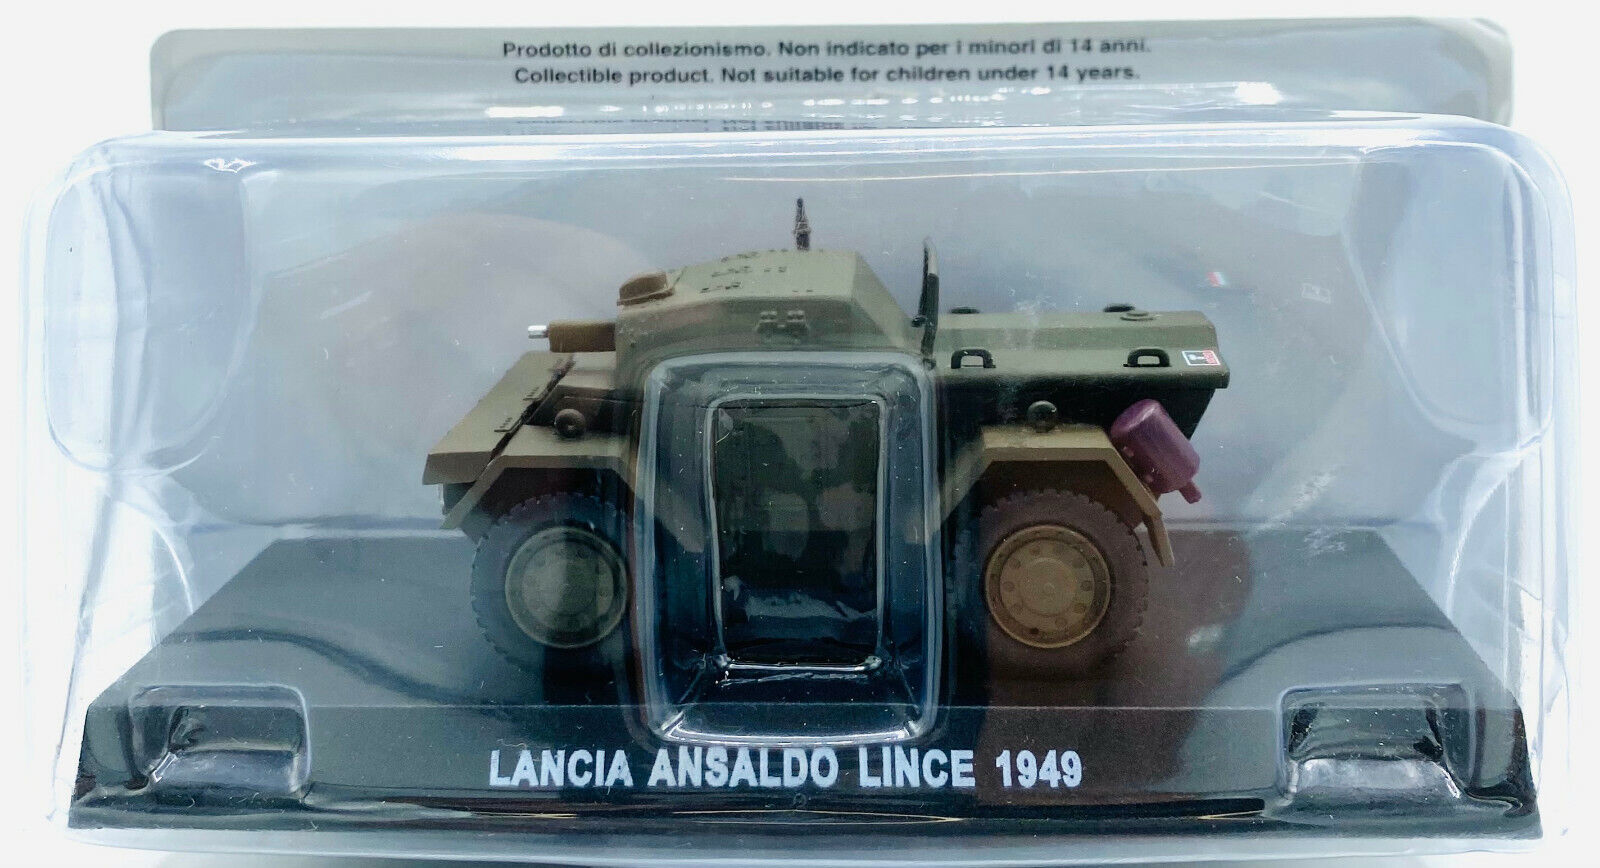 Prodotto di collezionismo. Non indicato per i minori di 14 anni.
Collectible product. Not suitable for children under 14 years.
LANCIA ANSALDO LINCE 1949